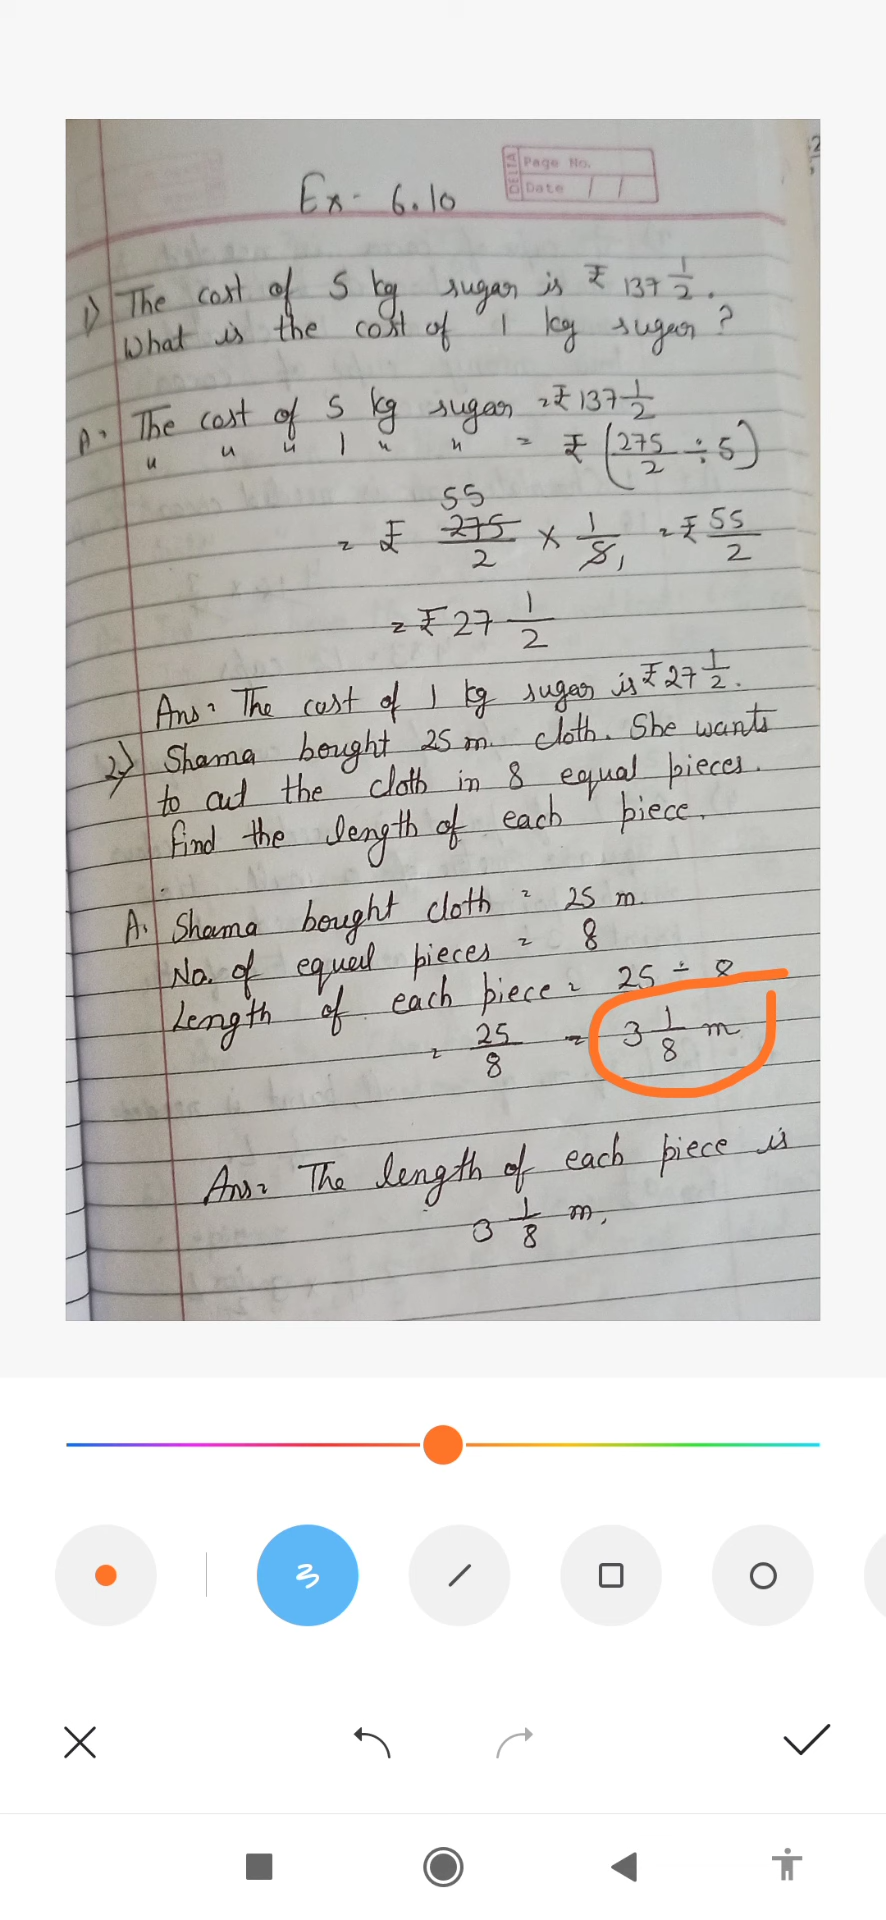 DELTA Page No.
Date / /
Ex- 6.10
1) The cost of 5 kg sugar is ₹ 137 1/2.
What is the cost of 1 kg sugar?
A. The cost of 5 kg sugar = ₹ 137 1/2
" " " 1 " " = ₹ (275/2 ÷ 5)
= ₹ 275/2 55 × 1/5 1 = ₹ 55/2
= ₹ 27 1/2
Ans = The cost of 1 kg sugar is ₹ 27 1/2.
2) Shama bought 25 m. cloth. She wants
to cut the cloth in 8 equal pieces.
find the length of each piece.
A. Shama bought cloth = 25 m.
No. of equal pieces = 8
Length of each piece = 25 ÷ 8
= 25/8 = 3 1/8 m
Ans = The length of each piece is
3 1/8 m.